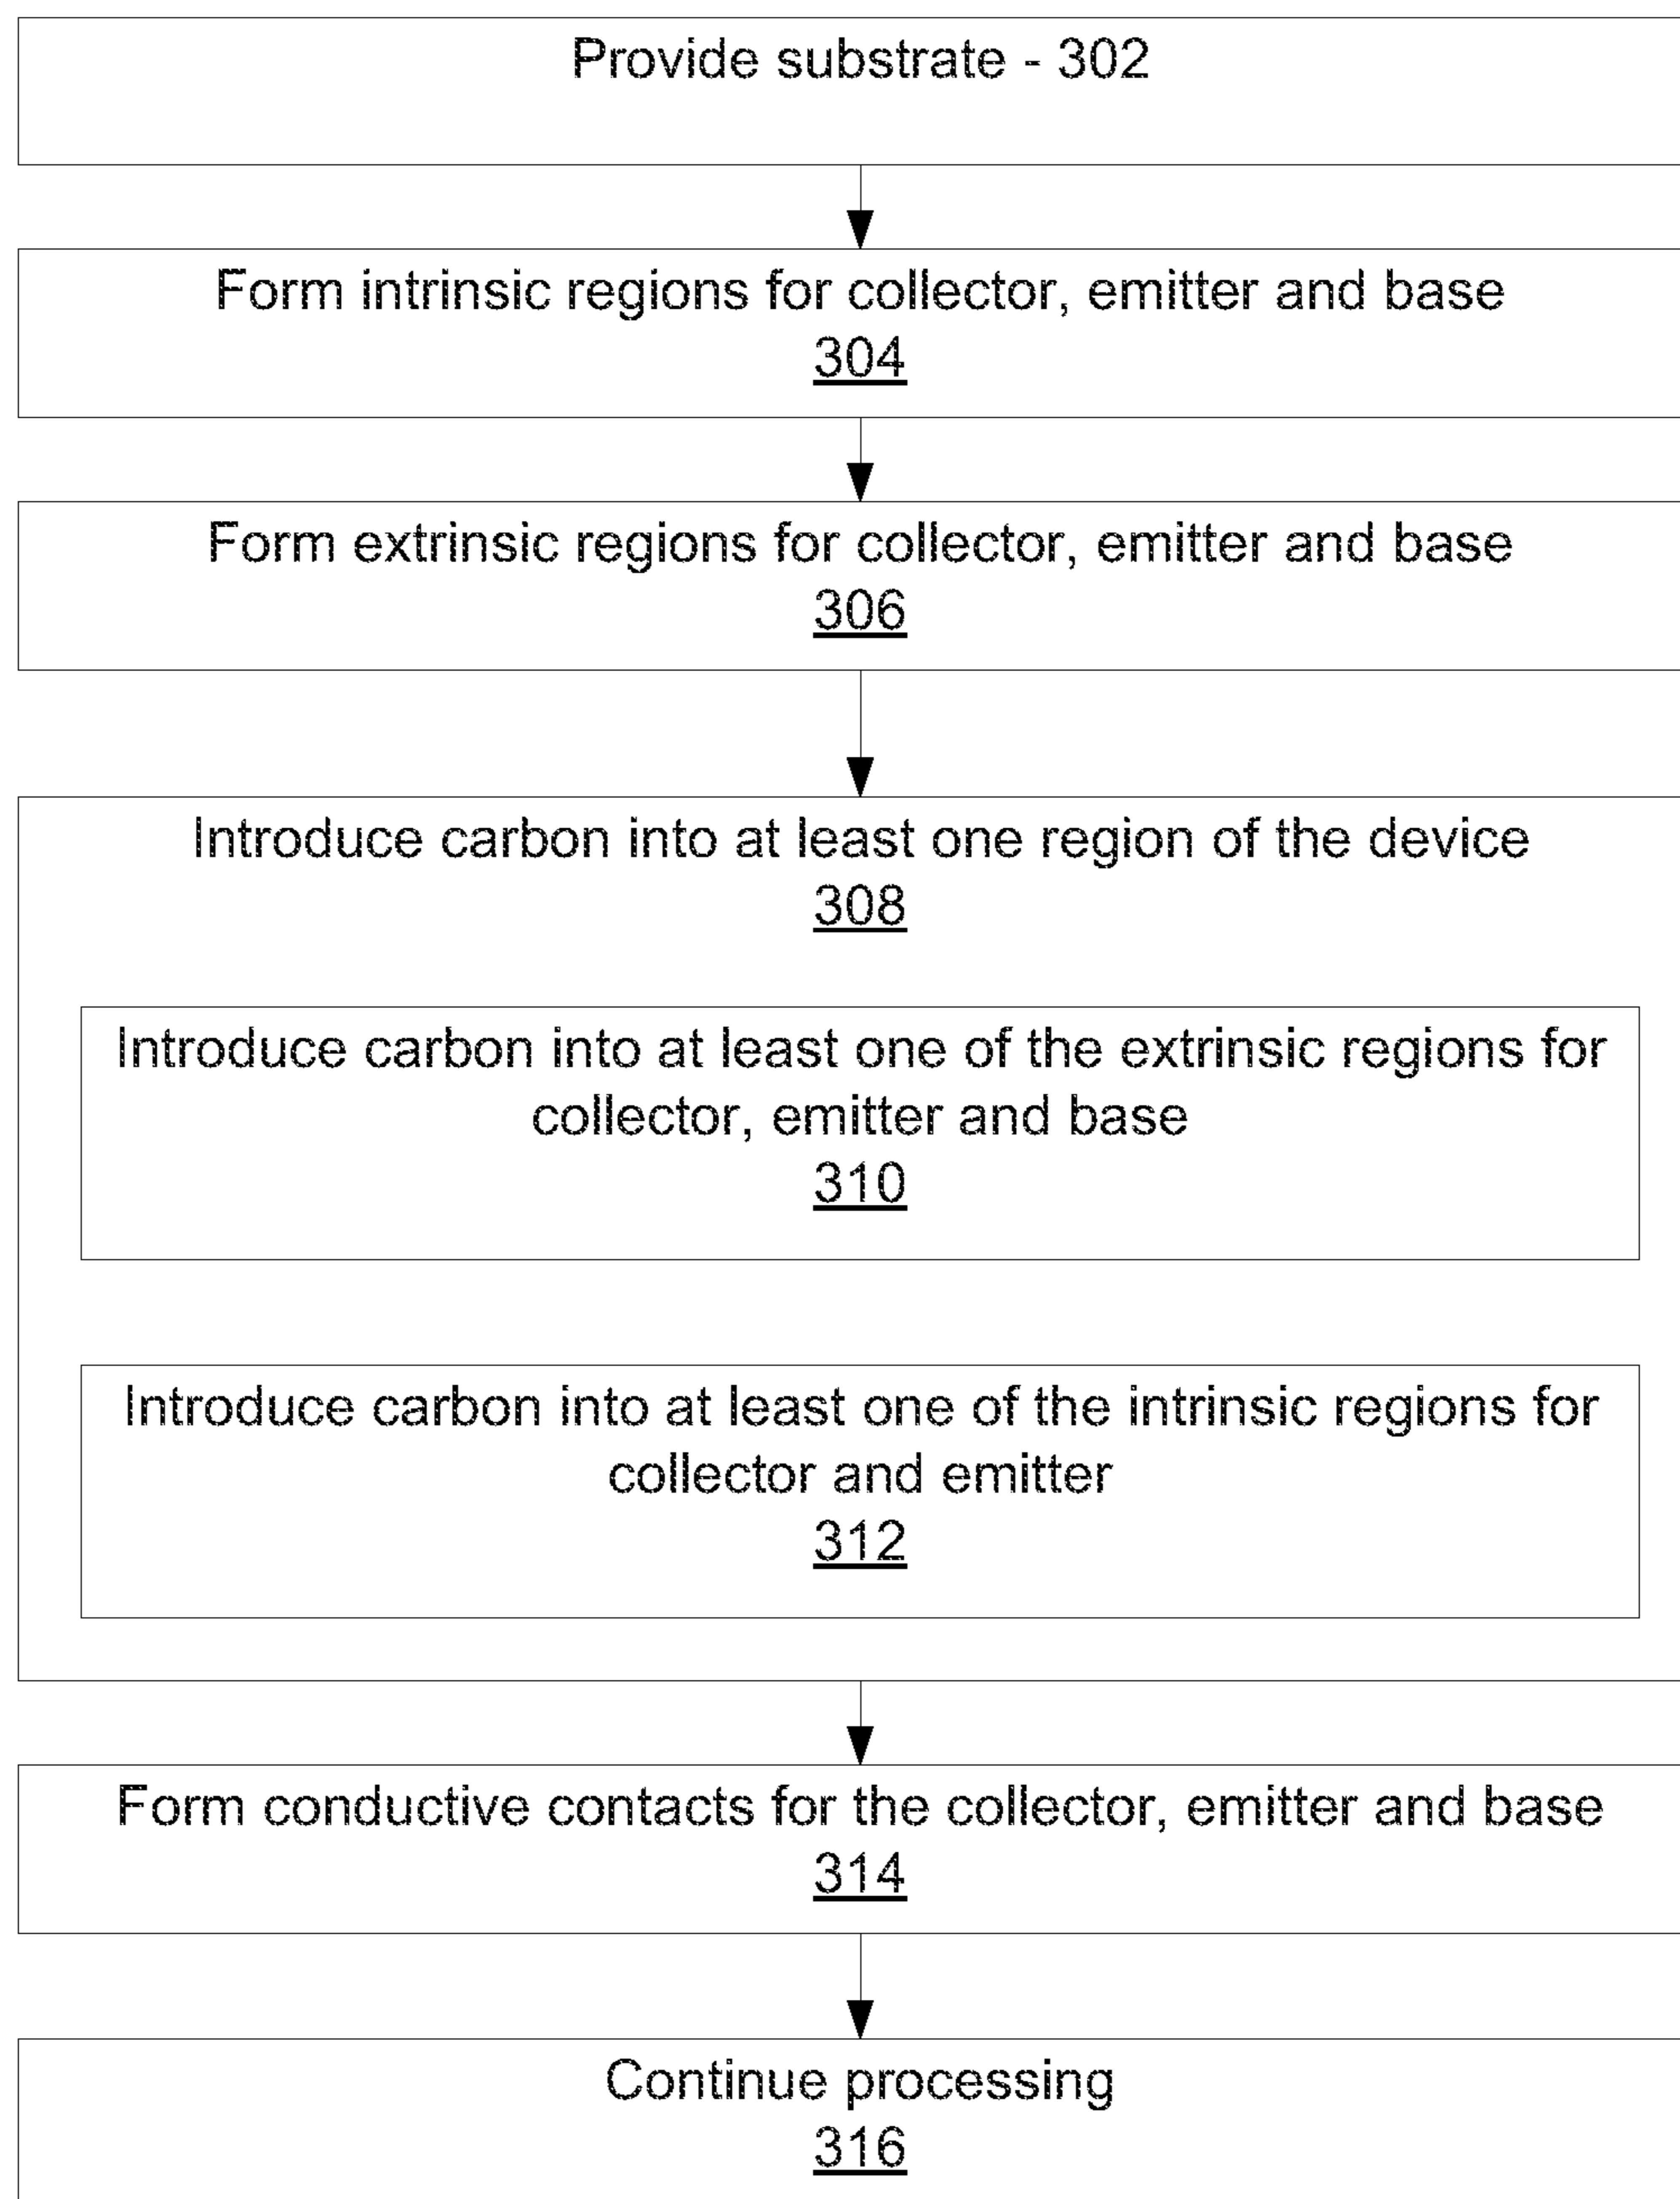 Provide substrate - 302
Form intrinsic regions for collector, emitter and base
304
Form extrinsic regions for collector, emitter and base
306
Introduce carbon into at least one region of the device
308
Introduce carbon into at least one of the extrinsic regions for
collector, emitter and base
310
Introduce carbon into at least one of the intrinsic regions for
collector and emitter
312
Form conductive contacts for the collector, emitter and base
314
Continue processing
316